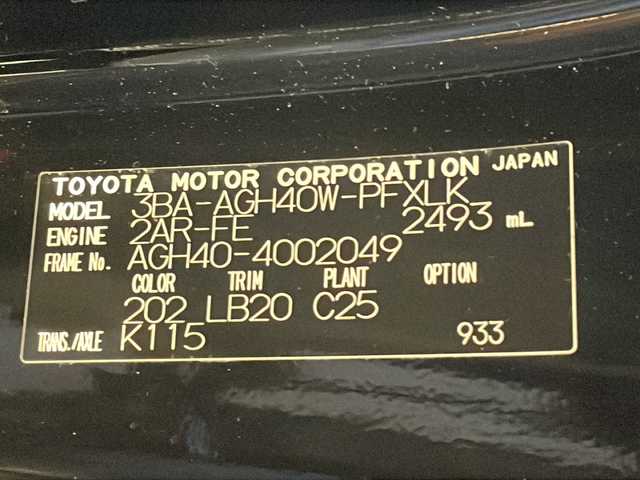 TOYOTA MOTOR CORPORATION JAPAN
MODEL 3BA-AGH40W-PFXLK
ENGINE 2AR-FE 2493 mL
FRAME No. AGH40-4002049
COLOR TRIM PLANT OPTION
202 LB20 C25
TRANS./AXLE K115 933